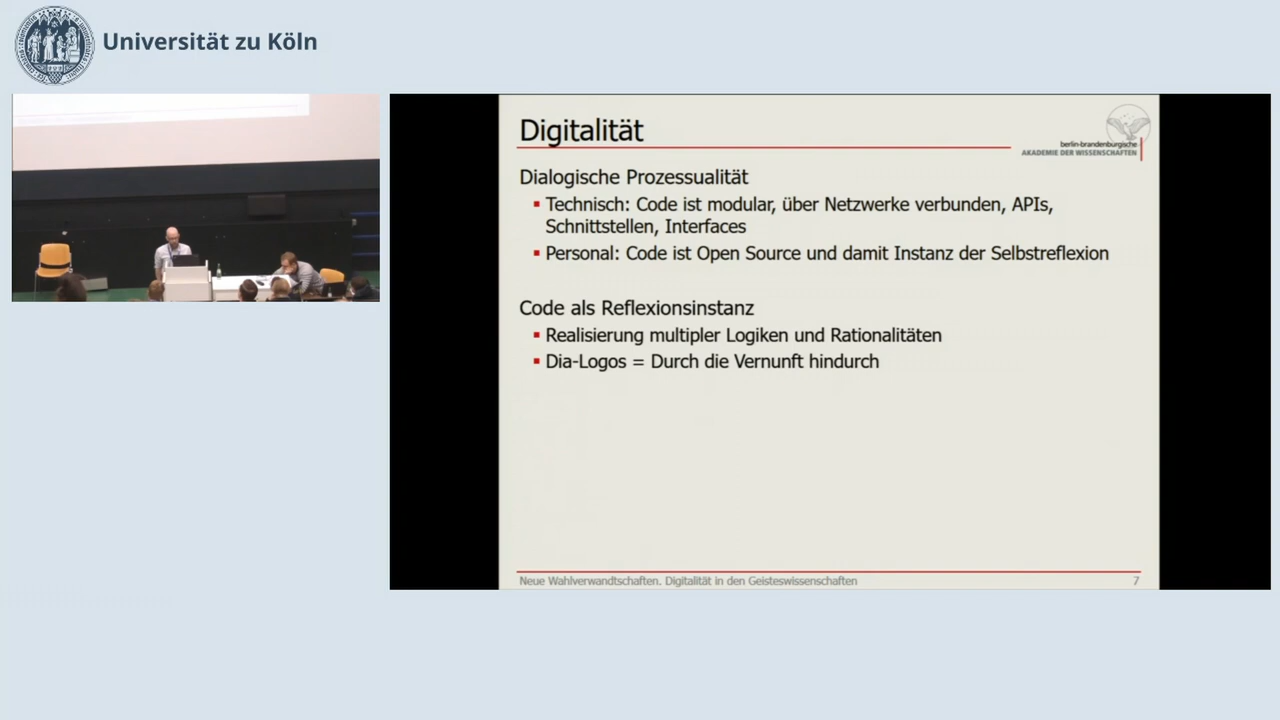 Universität zu Köln
Digitalität
berlin-brandenburgische
AKADEMIE DER WISSENSCHAFTEN
Dialogische Prozessualität
Technisch: Code ist modular, über Netzwerke verbunden, APIs,
Schnittstellen, Interfaces
Personal: Code ist Open Source und damit Instanz der Selbstreflexion
Code als Reflexionsinstanz
Realisierung multipler Logiken und Rationalitäten
Dia-Logos = Durch die Vernunft hindurch
Neue Wahlverwandtschaften. Digitalität in den Geisteswissenschaften
7